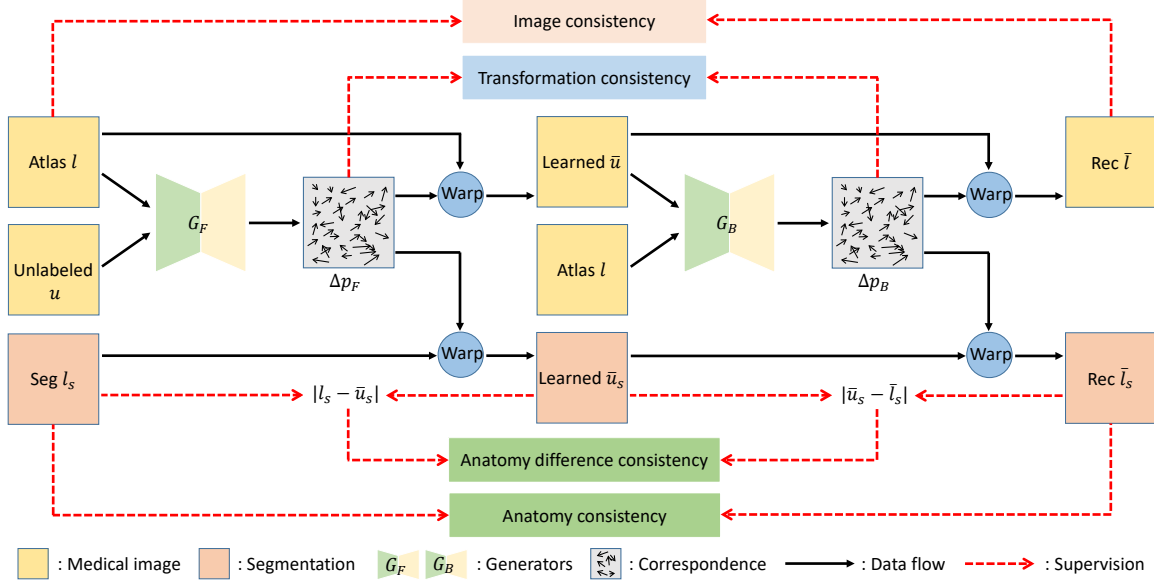 Image consistency
Transformation consistency
Atlas l
Learned ū
Rec l̄
Warp
Warp
G_F
G_B
Unlabeled
u
Atlas l
Δp_F
Δp_B
Warp
Warp
Seg l_s
Learned ū_s
Rec l̄_s
|l_s − ū_s|
|ū_s − l̄_s|
Anatomy difference consistency
Anatomy consistency
: Medical image
: Segmentation
G_F G_B : Generators
: Correspondence
: Data flow
: Supervision